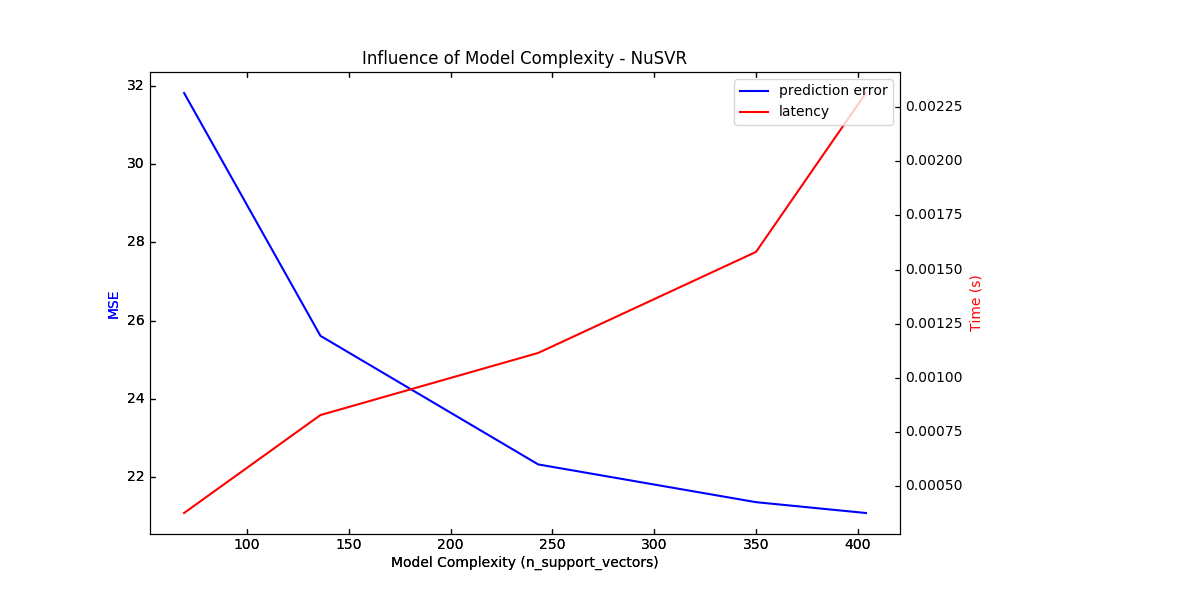 Influence of Model Complexity - NuSVR
prediction error
latency
32
30
28
26
24
22
MSE
0.00225
0.00200
0.00175
0.00150
0.00125
0.00100
0.00075
0.00050
Time (s)
100 150 200 250 300 350 400
Model Complexity (n_support_vectors)